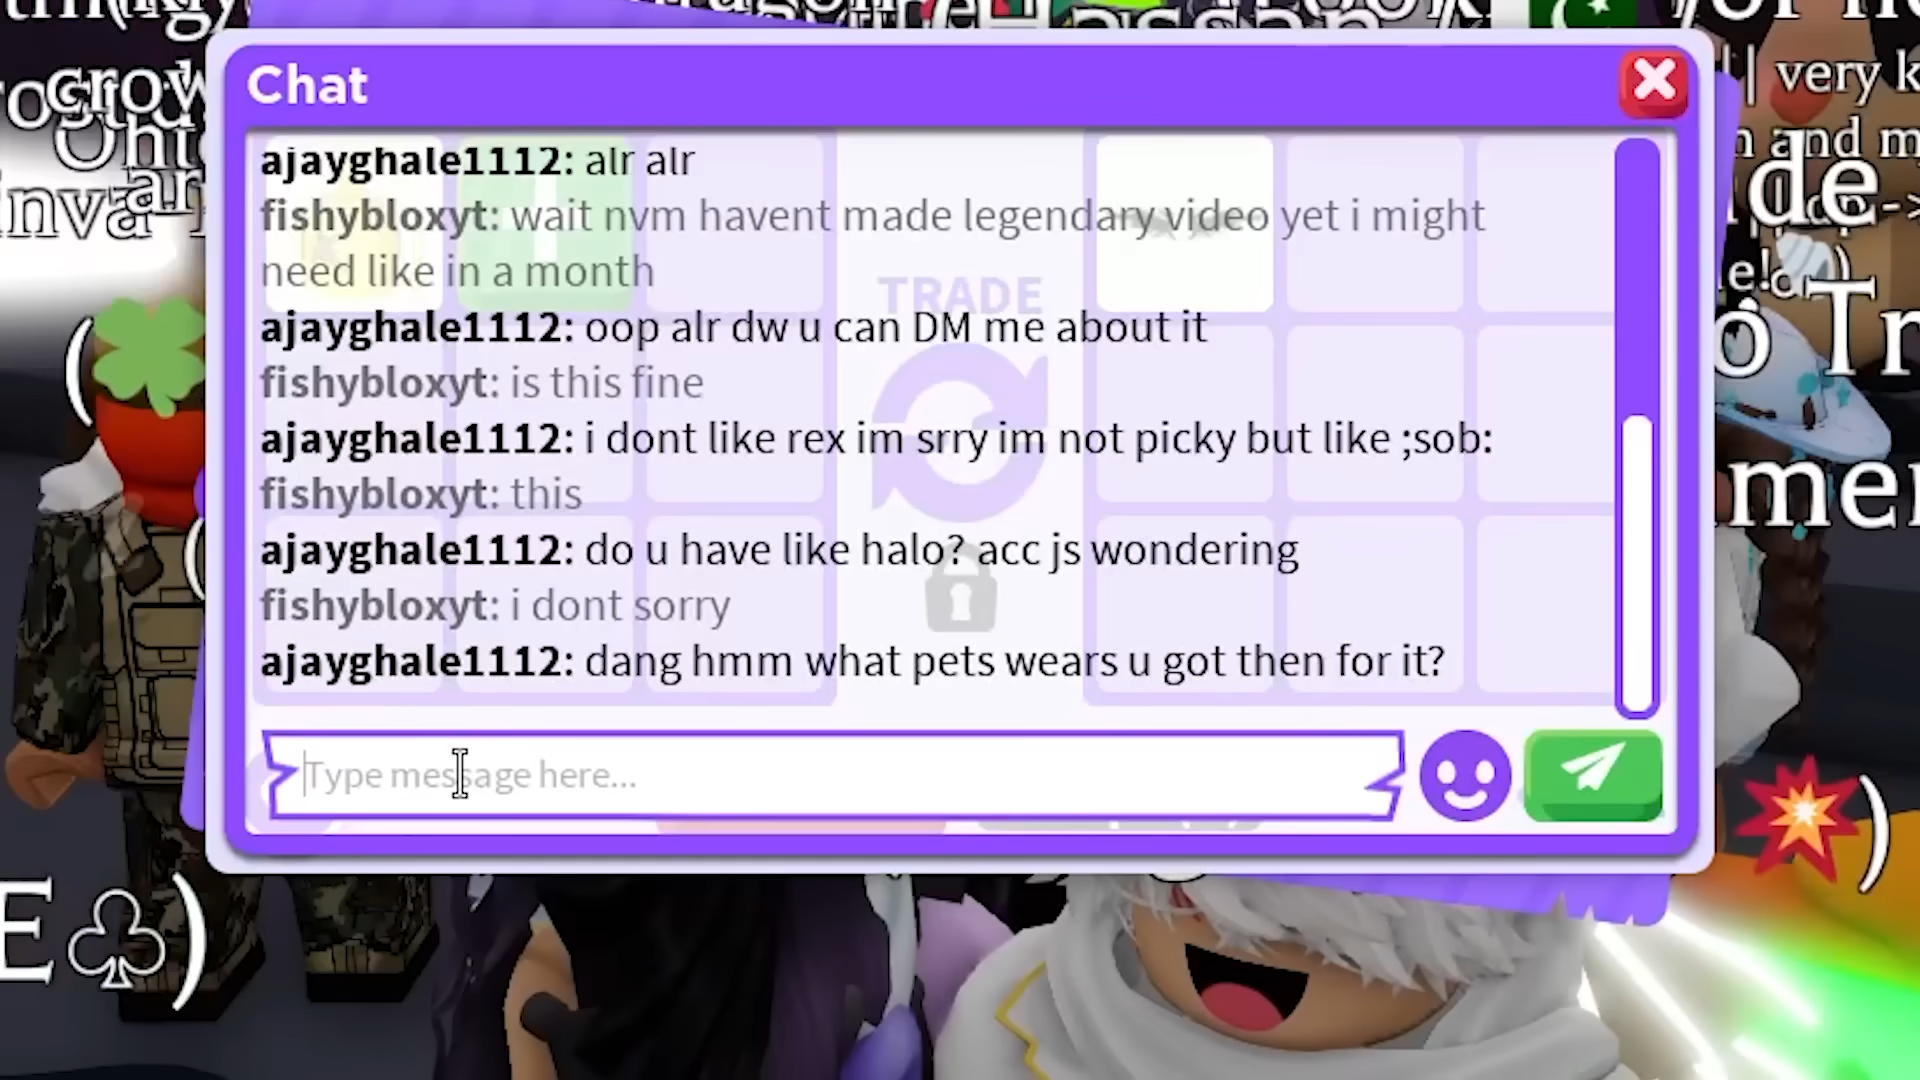 Chat
ajayghale1112: alr alr
fishybloxyt: wait nvm havent made legendary video yet i might
need like in a month
ajayghale1112: oop alr dw u can DM me about it
fishybloxyt: is this fine
ajayghale1112: i dont like rex im srry im not picky but like ;sob:
fishybloxyt: this
ajayghale1112: do u have like halo? acc js wondering
fishybloxyt: i dont sorry
ajayghale1112: dang hmm what pets wears u got then for it?
TRADE
Type message here...
very
and